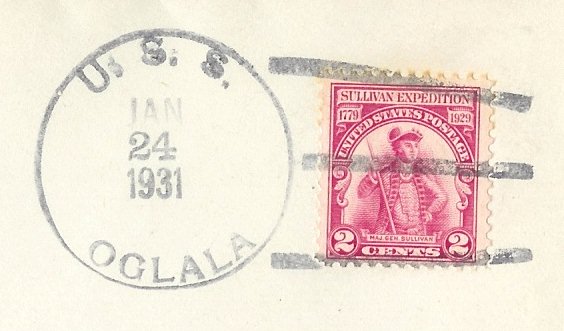 U. S. S.
JAN
24
1931
OGLALA
SULLIVAN EXPEDITION
1779 1929
UNITED STATES POSTAGE
MAJ. GEN. SULLIVAN
2 CENTS 2